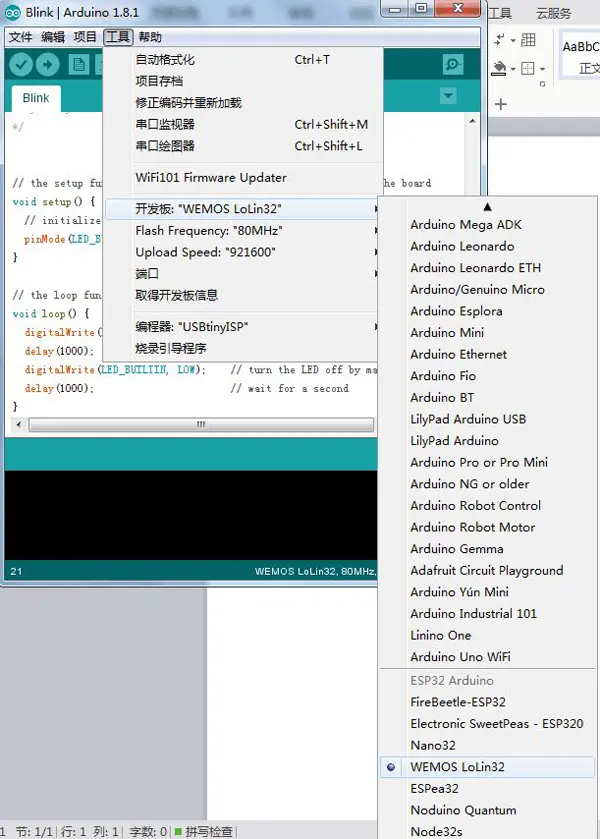 Blink | Arduino 1.8.1
文件 编辑 项目 工具 帮助
工具 云服务
AaBbC
正文
Blink
自动格式化 Ctrl+T
项目存档
修正编码并重新加载
串口监视器 Ctrl+Shift+M
串口绘图器 Ctrl+Shift+L
WiFi101 Firmware Updater
开发板: "WEMOS LoLin32"
Flash Frequency: "80MHz"
Upload Speed: "921600"
端口
取得开发板信息
编程器: "USBtinyISP"
烧录引导程序
*/
// the setup fu the board
void setup() {
// initialize
pinMode(LED_B
}
// the loop fun
void loop() {
digitalWrite(
delay(1000);
digitalWrite(LED_BUILTIN, LOW); // turn the LED off by ma
delay(1000); // wait for a second
}
21 WEMOS LoLin32, 80MHz,
Arduino Mega ADK
Arduino Leonardo
Arduino Leonardo ETH
Arduino/Genuino Micro
Arduino Esplora
Arduino Mini
Arduino Ethernet
Arduino Fio
Arduino BT
LilyPad Arduino USB
LilyPad Arduino
Arduino Pro or Pro Mini
Arduino NG or older
Arduino Robot Control
Arduino Robot Motor
Arduino Gemma
Adafruit Circuit Playground
Arduino Yún Mini
Arduino Industrial 101
Linino One
Arduino Uno WiFi
ESP32 Arduino
FireBeetle-ESP32
Electronic SweetPeas - ESP320
Nano32
WEMOS LoLin32
ESPea32
Noduino Quantum
Node32s
1 节: 1/1 行: 1 列: 1 字数: 0 拼写检查